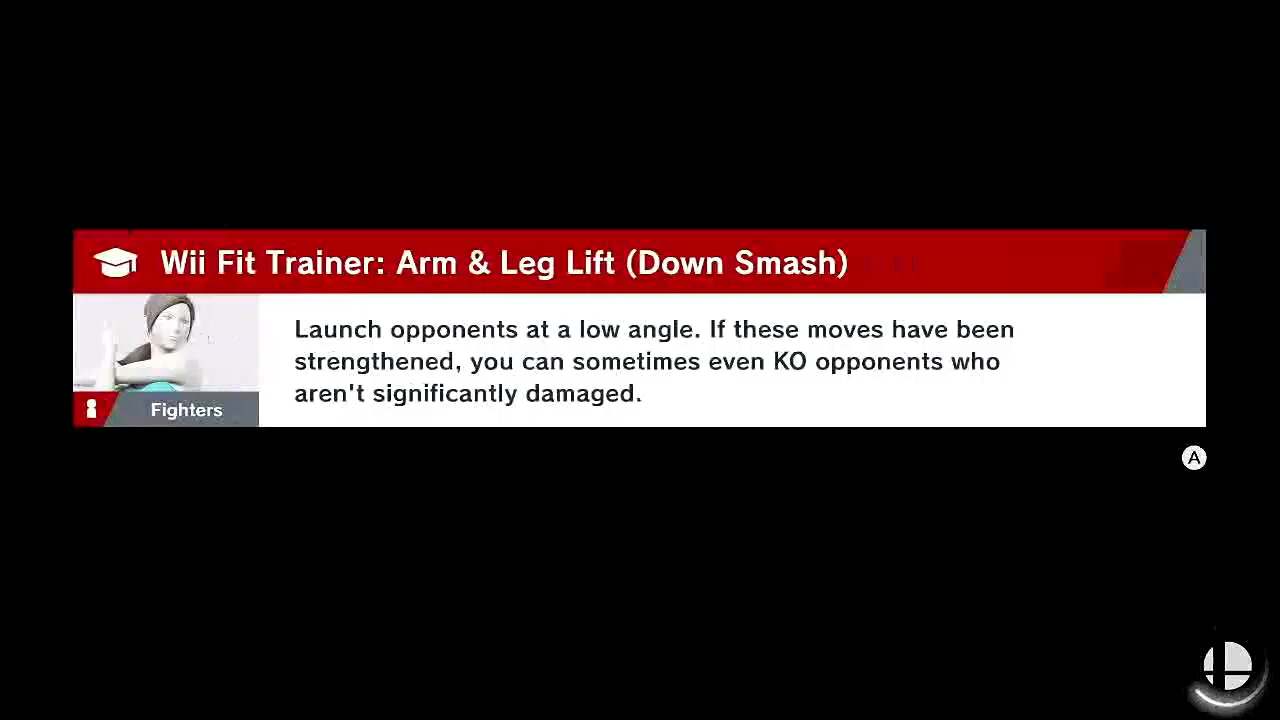 Wii Fit Trainer: Arm & Leg Lift (Down Smash)
Launch opponents at a low angle. If these moves have been
strengthened, you can sometimes even KO opponents who
aren't significantly damaged.
Fighters
A